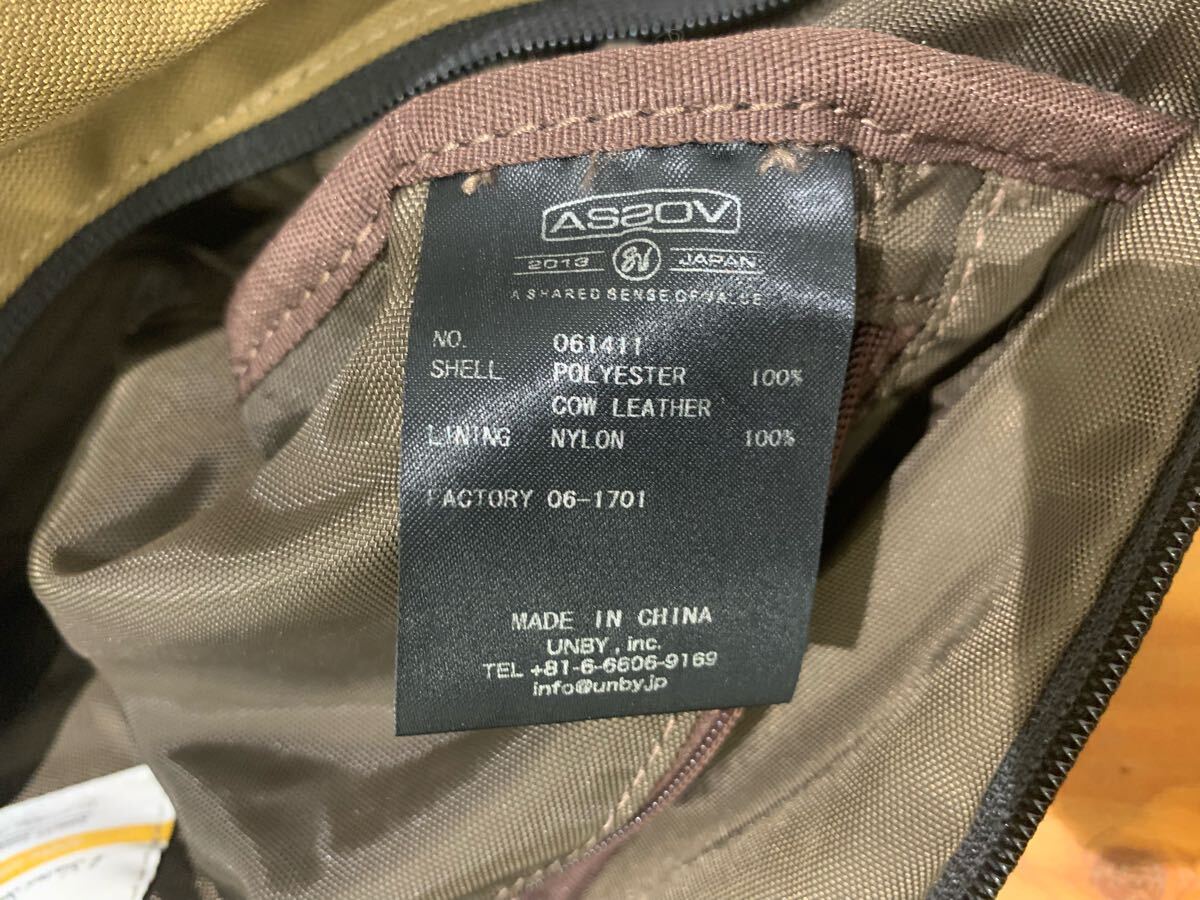 ASSOV
2013 JAPAN
A SHARED SENSE OF VALUE
NO. 061411
SHELL POLYESTER 100%
COW LEATHER
LINING NYLON 100%
FACTORY 06-1701
MADE IN CHINA
UNBY, inc.
TEL +81-6-6606-9169
info@unby.jp